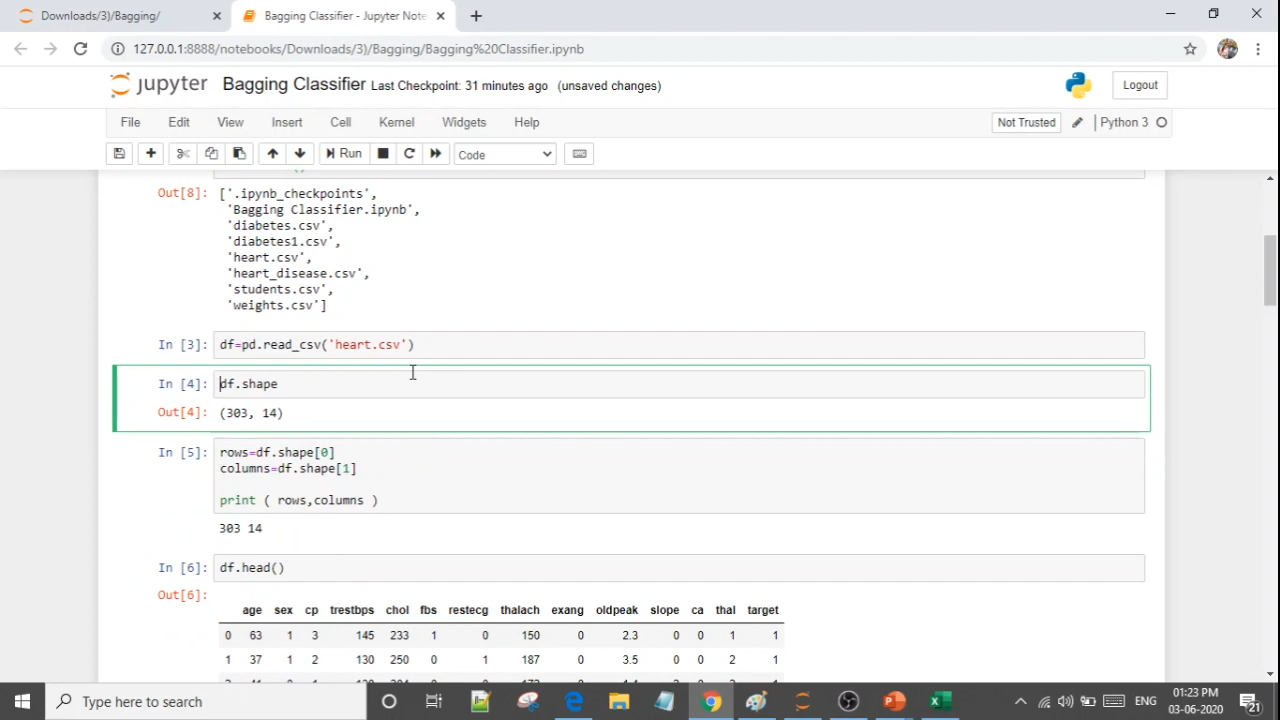 Downloads/3)/Bagging/
Bagging Classifier - Jupyter Note
127.0.0.1:8888/notebooks/Downloads/3)/Bagging/Bagging%20Classifier.ipynb
jupyter Bagging Classifier Last Checkpoint: 31 minutes ago (unsaved changes)
Logout
File Edit View Insert Cell Kernel Widgets Help
Not Trusted
Python 3
Run
Code
Out[8]: ['.ipynb_checkpoints',
'Bagging Classifier.ipynb',
'diabetes.csv',
'diabetes1.csv',
'heart.csv',
'heart_disease.csv',
'students.csv',
'weights.csv']
In [3]: df=pd.read_csv('heart.csv')
In [4]: df.shape
Out[4]: (303, 14)
In [5]: rows=df.shape[0]
columns=df.shape[1]
print ( rows,columns )
303 14
In [6]: df.head()
Out[6]:
age sex cp trestbps chol fbs restecg thalach exang oldpeak slope ca thal target
0 63 1 3 145 233 1 0 150 0 2.3 0 0 1 1
1 37 1 2 130 250 0 1 187 0 3.5 0 0 2 1
Type here to search
ENG
01:23 PM
03-06-2020
21